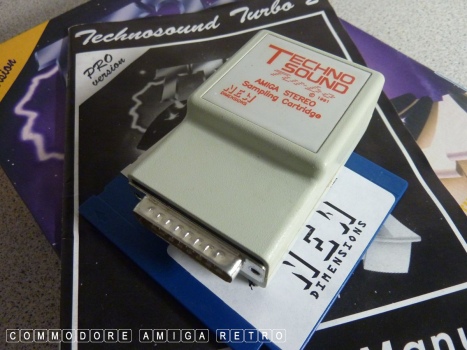 Technosound Turbo 2
PRO
version
TECHNO
SOUND
Turbo
© 1991
AMIGA STEREO
Sampling Cartridge
NEW
DIMENSIONS
NEW
DIMENSIONS
Manu
COMMODORE AMIGA RETRO